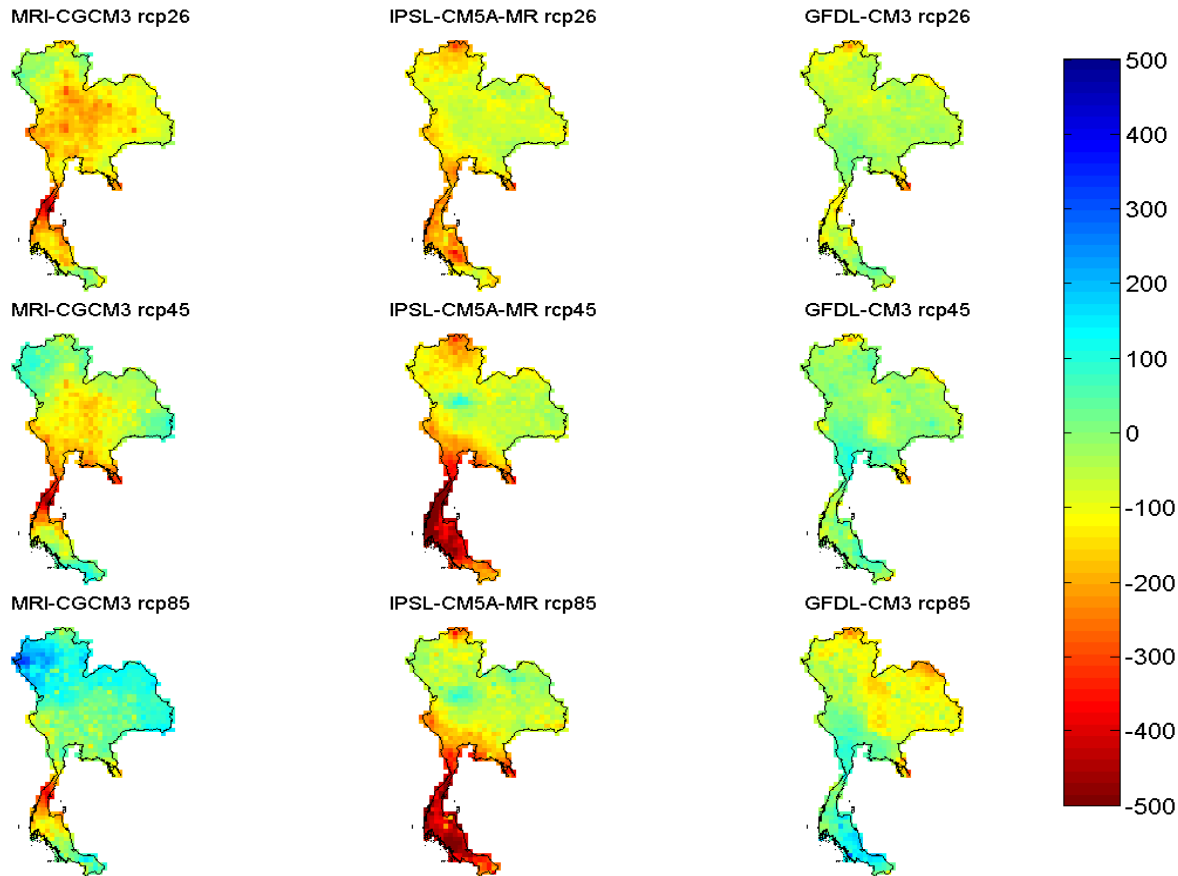 MRI-CGCM3 rcp26
IPSL-CM5A-MR rcp26
GFDL-CM3 rcp26
MRI-CGCM3 rcp45
IPSL-CM5A-MR rcp45
GFDL-CM3 rcp45
MRI-CGCM3 rcp85
IPSL-CM5A-MR rcp85
GFDL-CM3 rcp85
500
400
300
200
100
0
-100
-200
-300
-400
-500